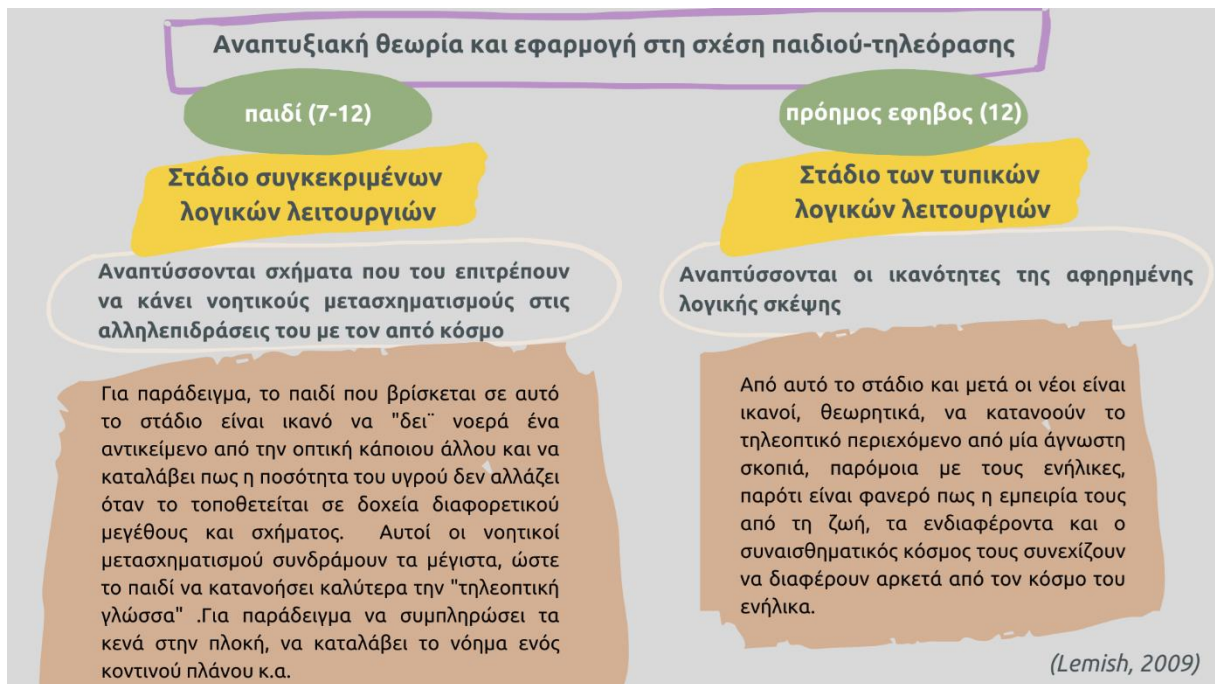 Αναπτυξιακή θεωρία και εφαρμογή στη σχέση παιδιού-τηλεόρασης
παιδί (7-12)
Στάδιο συγκεκριμένων
λογικών λειτουργιών
Αναπτύσσονται σχήματα που του επιτρέπουν
να κάνει νοητικούς μετασχηματισμούς στις
αλληλεπιδράσεις του με τον απτό κόσμο
Για παράδειγμα, το παιδί που βρίσκεται σε αυτό
το στάδιο είναι ικανό να "δει¨ νοερά ένα
αντικείμενο από την οπτική κάποιου άλλου και να
καταλάβει πως η ποσότητα του υγρού δεν αλλάζει
όταν το τοποθετείται σε δοχεία διαφορετικού
μεγέθους και σχήματος. Αυτοί οι νοητικοί
μετασχηματισμού συνδράμουν τα μέγιστα, ώστε
το παιδί να κατανοήσει καλύτερα την "τηλεοπτική
γλώσσα" .Για παράδειγμα να συμπληρώσει τα
κενά στην πλοκή, να καταλάβει το νόημα ενός
κοντινού πλάνου κ.α.
πρόημος εφηβος (12)
Στάδιο των τυπικών
λογικών λειτουργιών
Αναπτύσσονται οι ικανότητες της αφηρημένης
λογικής σκέψης
Από αυτό το στάδιο και μετά οι νέοι είναι
ικανοί, θεωρητικά, να κατανοούν το
τηλεοπτικό περιεχόμενο από μία άγνωστη
σκοπιά, παρόμοια με τους ενήλικες,
παρότι είναι φανερό πως η εμπειρία τους
από τη ζωή, τα ενδιαφέροντα και ο
συναισθηματικός κόσμος τους συνεχίζουν
να διαφέρουν αρκετά από τον κόσμο του
ενήλικα.
(Lemish, 2009)